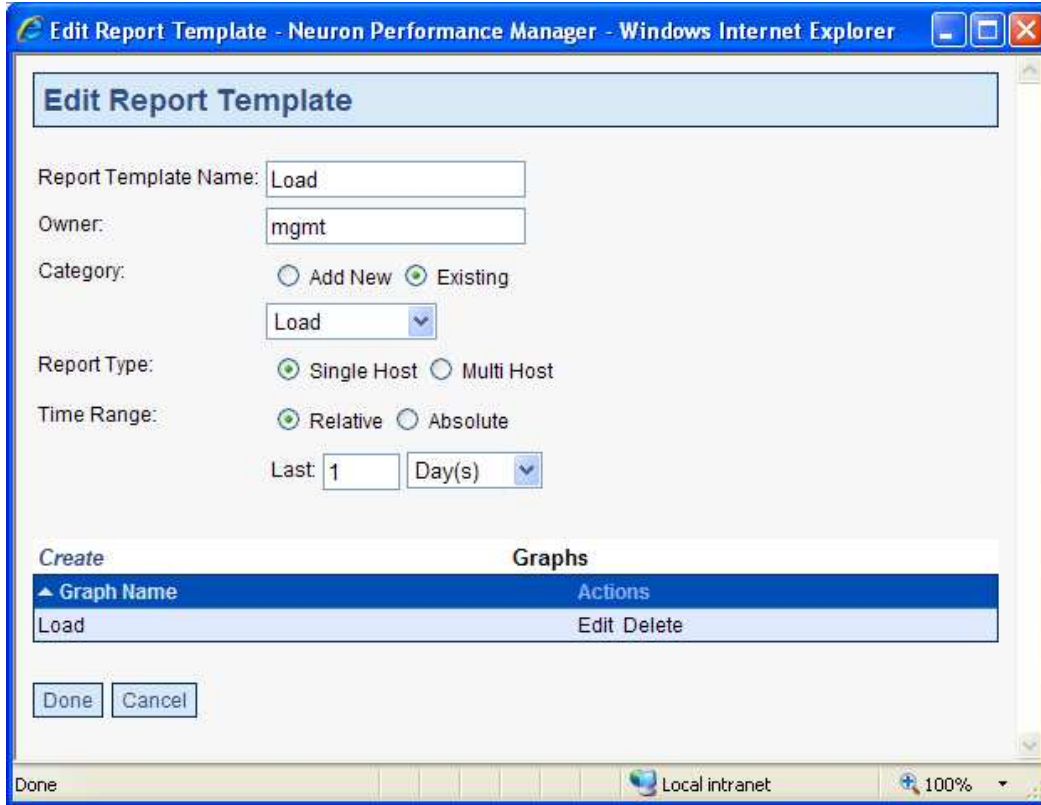 Edit Report Template - Neuron Performance Manager - Windows Internet Explorer
Edit Report Template
Report Template Name: Load
Owner: mgmt
Category: Add New Existing
Load
Report Type: Single Host Multi Host
Time Range: Relative Absolute
Last: 1 Day(s)
Create Graphs
Graph Name Actions
Load Edit Delete
Done Cancel
Done Local intranet 100%